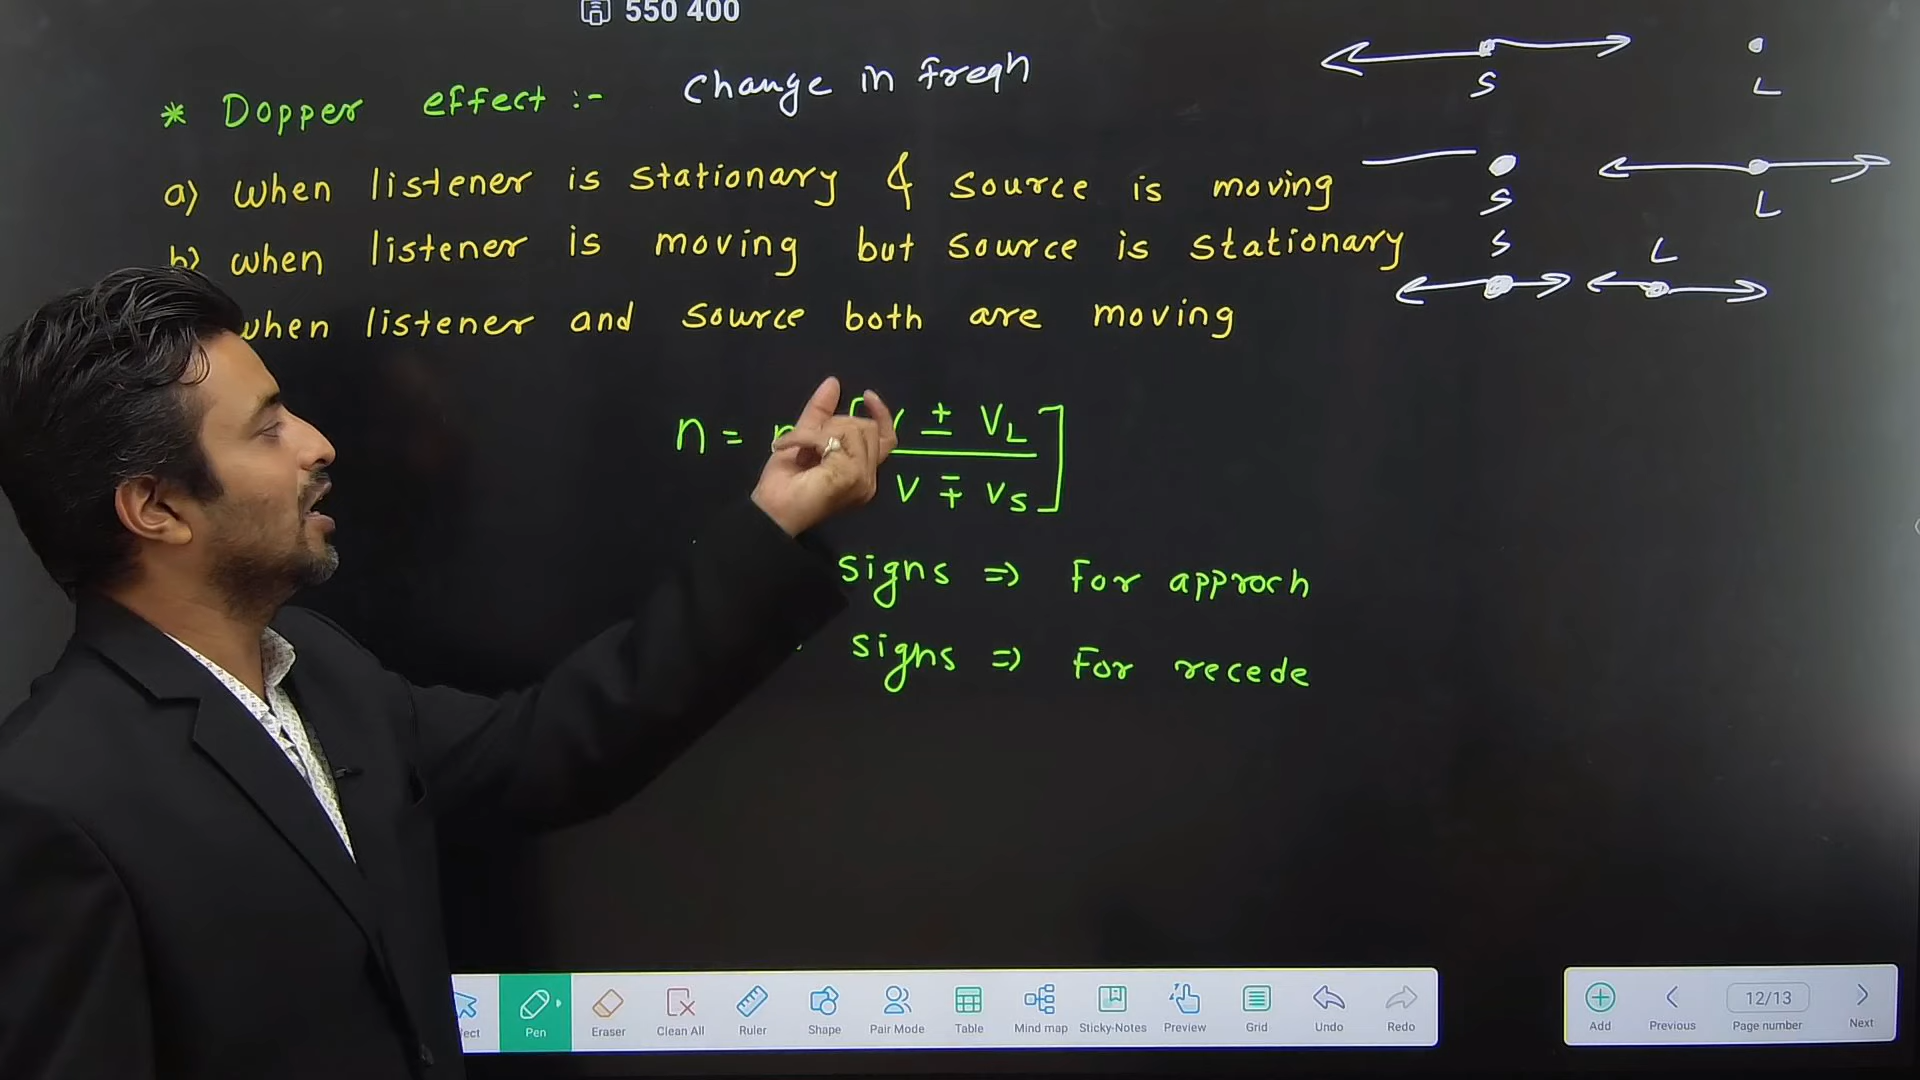 550 400
* Dopper effect :- Change in freqn
S L
a) When listener is stationary & source is moving
S L
b) when listener is moving but source is stationary
S L
when listener and source both are moving
n = [V ± VL]
V ∓ VS
signs => For approch
signs => For recede
Pen Eraser Clean All Ruler Shape Pair Mode Table Mind map Sticky-Notes Preview Grid Undo Redo
Add Previous 12/13 Page number Next